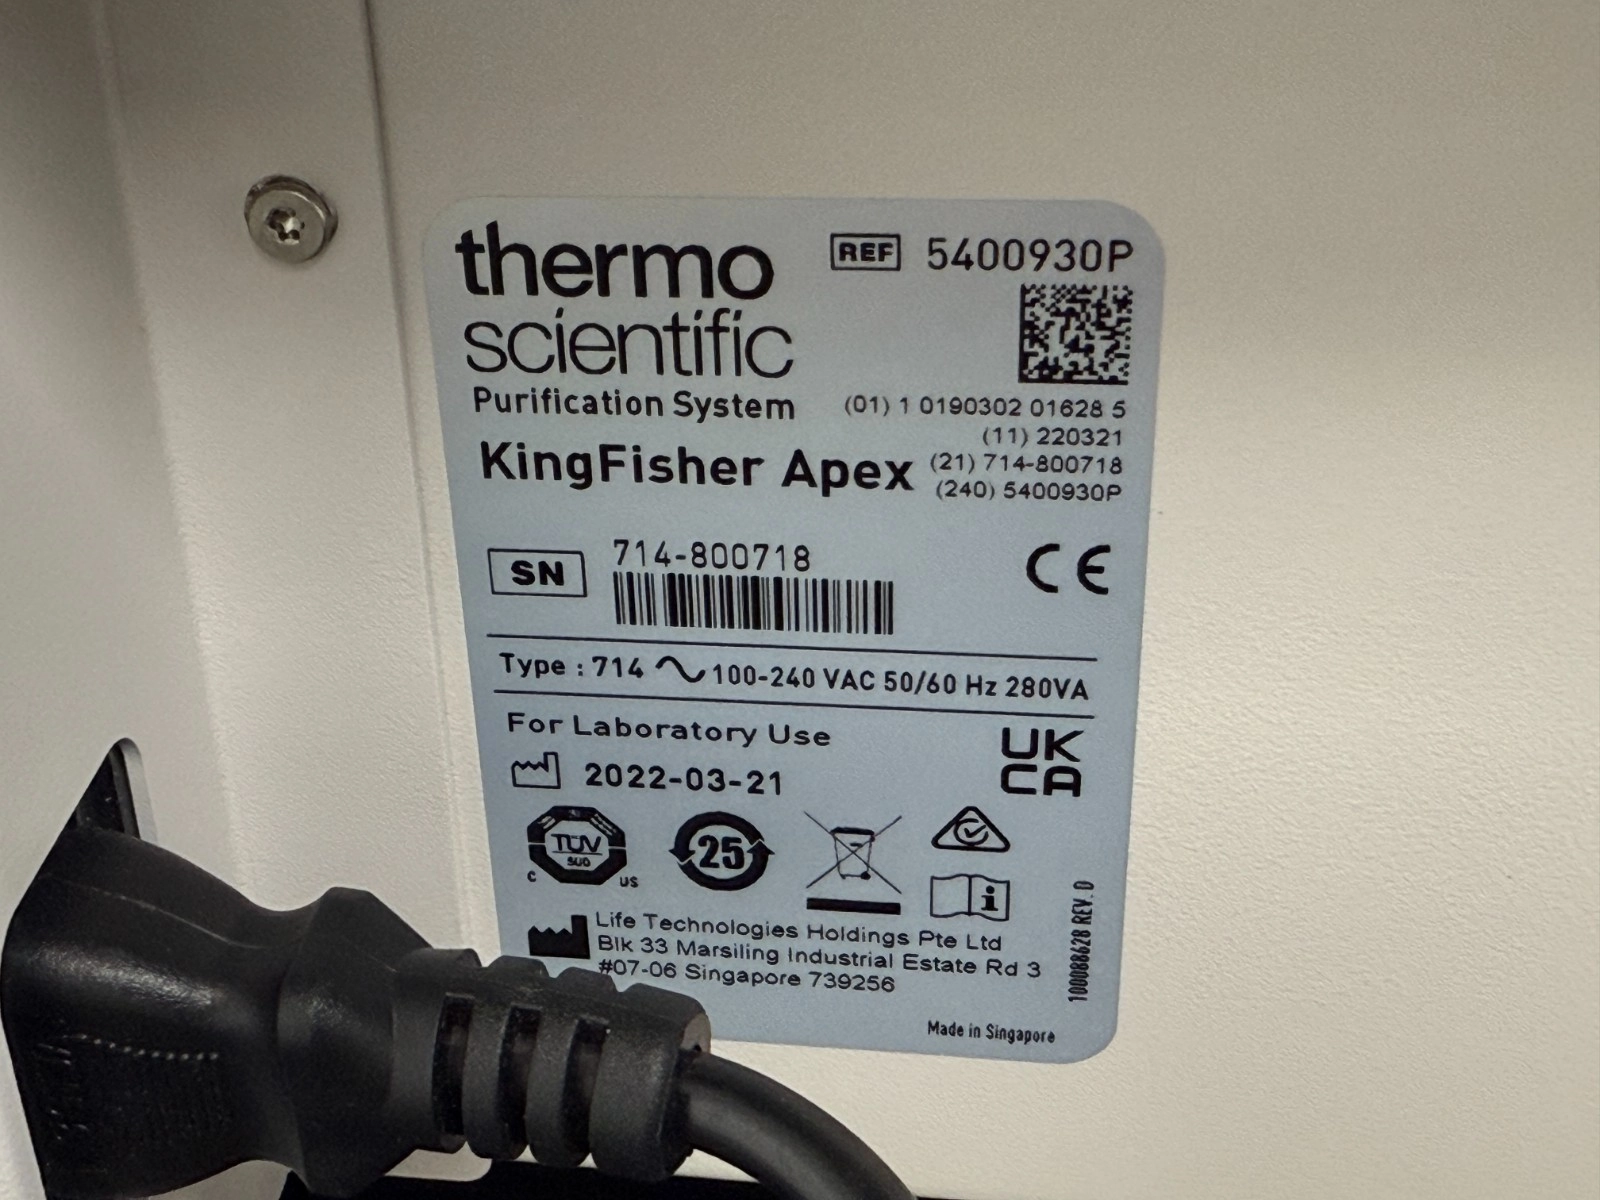 thermo
scientific
REF 5400930P
Purification System
KingFisher Apex
(01) 1 0190302 01628 5
(11) 220321
(21) 714-800718
(240) 5400930P
SN 714-800718
CE
Type : 714 100-240 VAC 50/60 Hz 280VA
For Laboratory Use
2022-03-21
UK
CA
TÜV
SÜD
C US
25
i
Life Technologies Holdings Pte Ltd
Blk 33 Marsiling Industrial Estate Rd 3
#07-06 Singapore 739256
100088628 REV. D
Made in Singapore